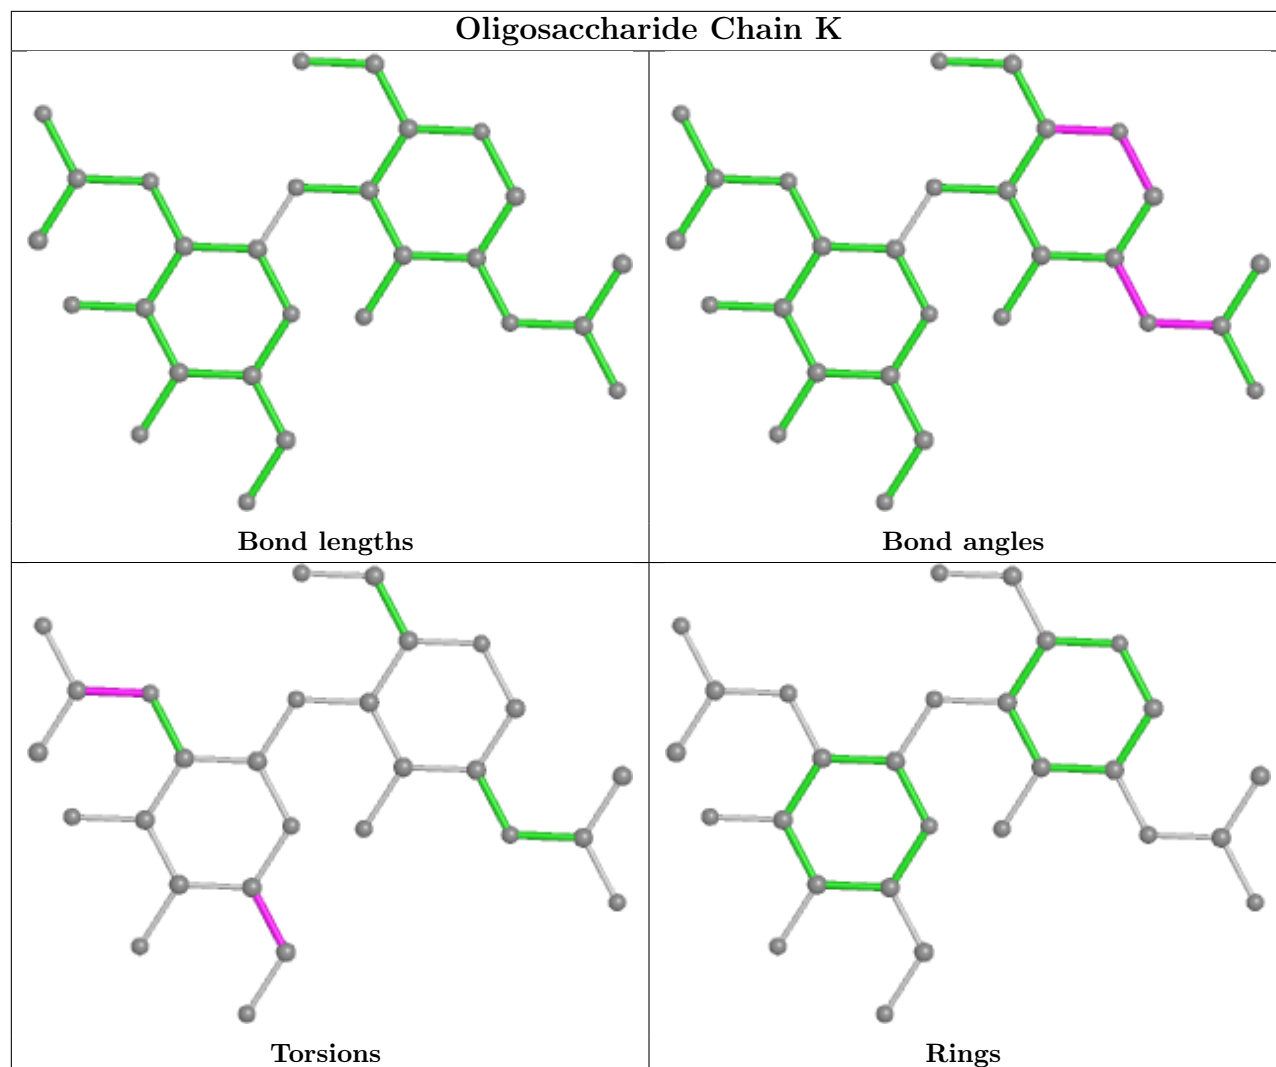 Oligosaccharide Chain K
Bond lengths
Bond angles
Torsions
Rings